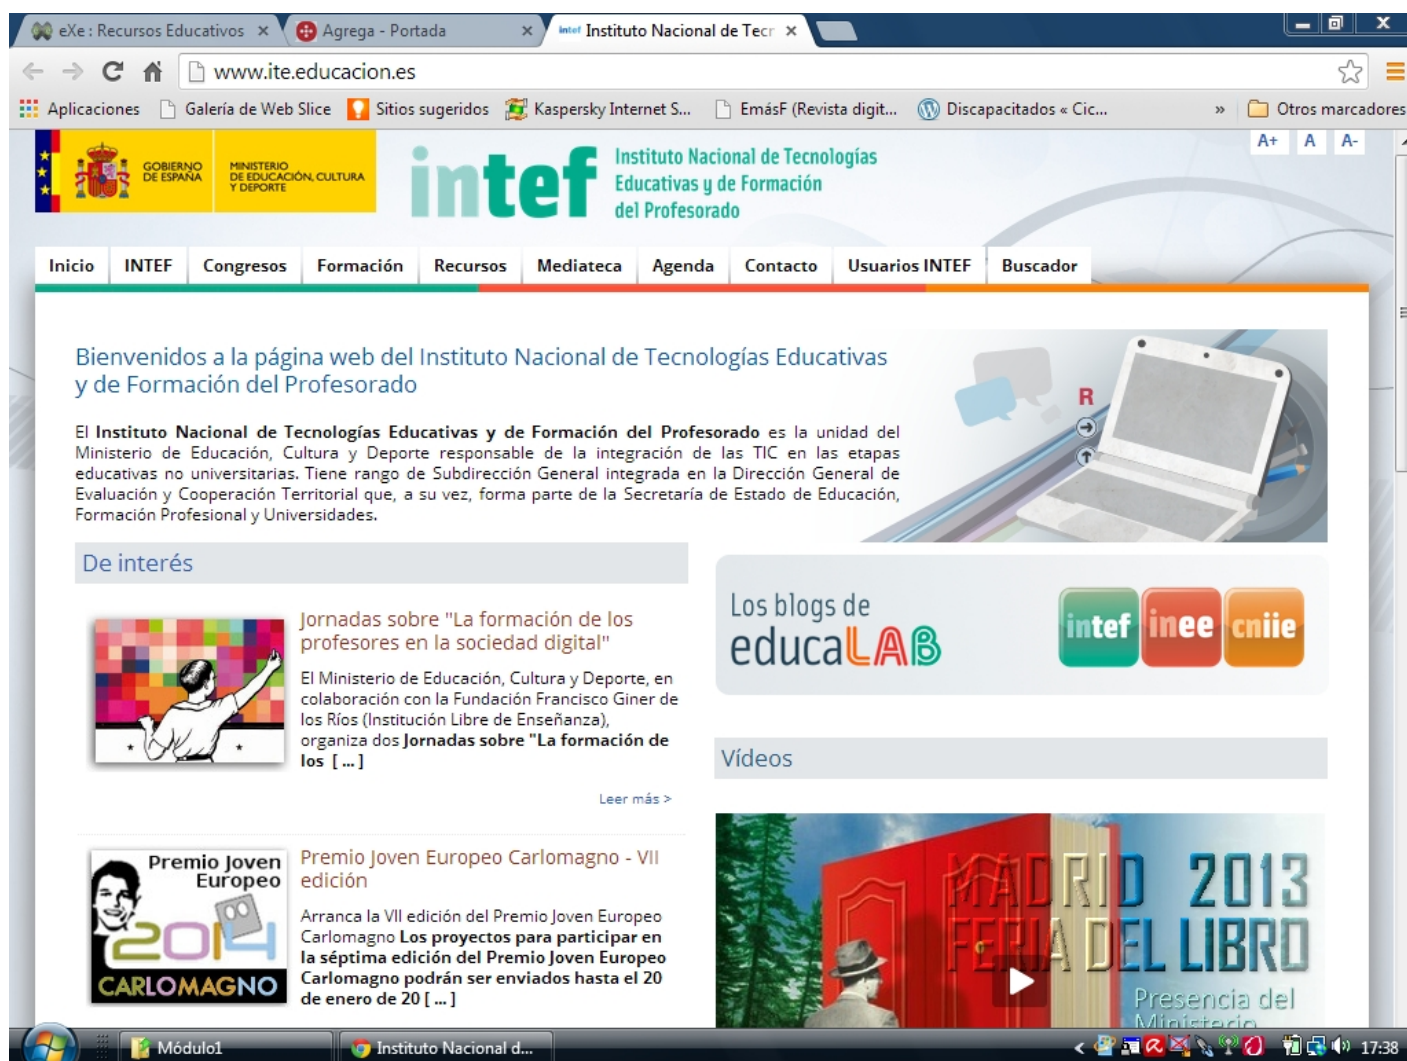 eXe : Recursos Educativos
Agrega - Portada
intef Instituto Nacional de Tecr
www.ite.educacion.es
Aplicaciones Galería de Web Slice Sitios sugeridos Kaspersky Internet S... EmásF (Revista digit... Discapacitados « Cic... » Otros marcadores
GOBIERNO DE ESPAÑA
MINISTERIO DE EDUCACIÓN, CULTURA Y DEPORTE
intef
Instituto Nacional de Tecnologías
Educativas y de Formación
del Profesorado
A+ A A-
Inicio INTEF Congresos Formación Recursos Mediateca Agenda Contacto Usuarios INTEF Buscador
Bienvenidos a la página web del Instituto Nacional de Tecnologías Educativas
y de Formación del Profesorado
El Instituto Nacional de Tecnologías Educativas y de Formación del Profesorado es la unidad del
Ministerio de Educación, Cultura y Deporte responsable de la integración de las TIC en las etapas
educativas no universitarias. Tiene rango de Subdirección General integrada en la Dirección General de
Evaluación y Cooperación Territorial que, a su vez, forma parte de la Secretaría de Estado de Educación,
Formación Profesional y Universidades.
R
De interés
Jornadas sobre "La formación de los
profesores en la sociedad digital"
El Ministerio de Educación, Cultura y Deporte, en
colaboración con la Fundación Francisco Giner de
los Ríos (Institución Libre de Enseñanza),
organiza dos Jornadas sobre "La formación de
los [ ... ]
Leer más >
Premio Joven
Europeo
2014
CARLOMAGNO
Premio Joven Europeo Carlomagno - VII
edición
Arranca la VII edición del Premio Joven Europeo
Carlomagno Los proyectos para participar en
la séptima edición del Premio Joven Europeo
Carlomagno podrán ser enviados hasta el 20
de enero de 20 [ ... ]
Los blogs de
educaLAB
intef inee cniie
Vídeos
MADRID 2013
FERIA DEL LIBRO
Presencia del
Ministerio
Módulo1
Instituto Nacional d...
17:38